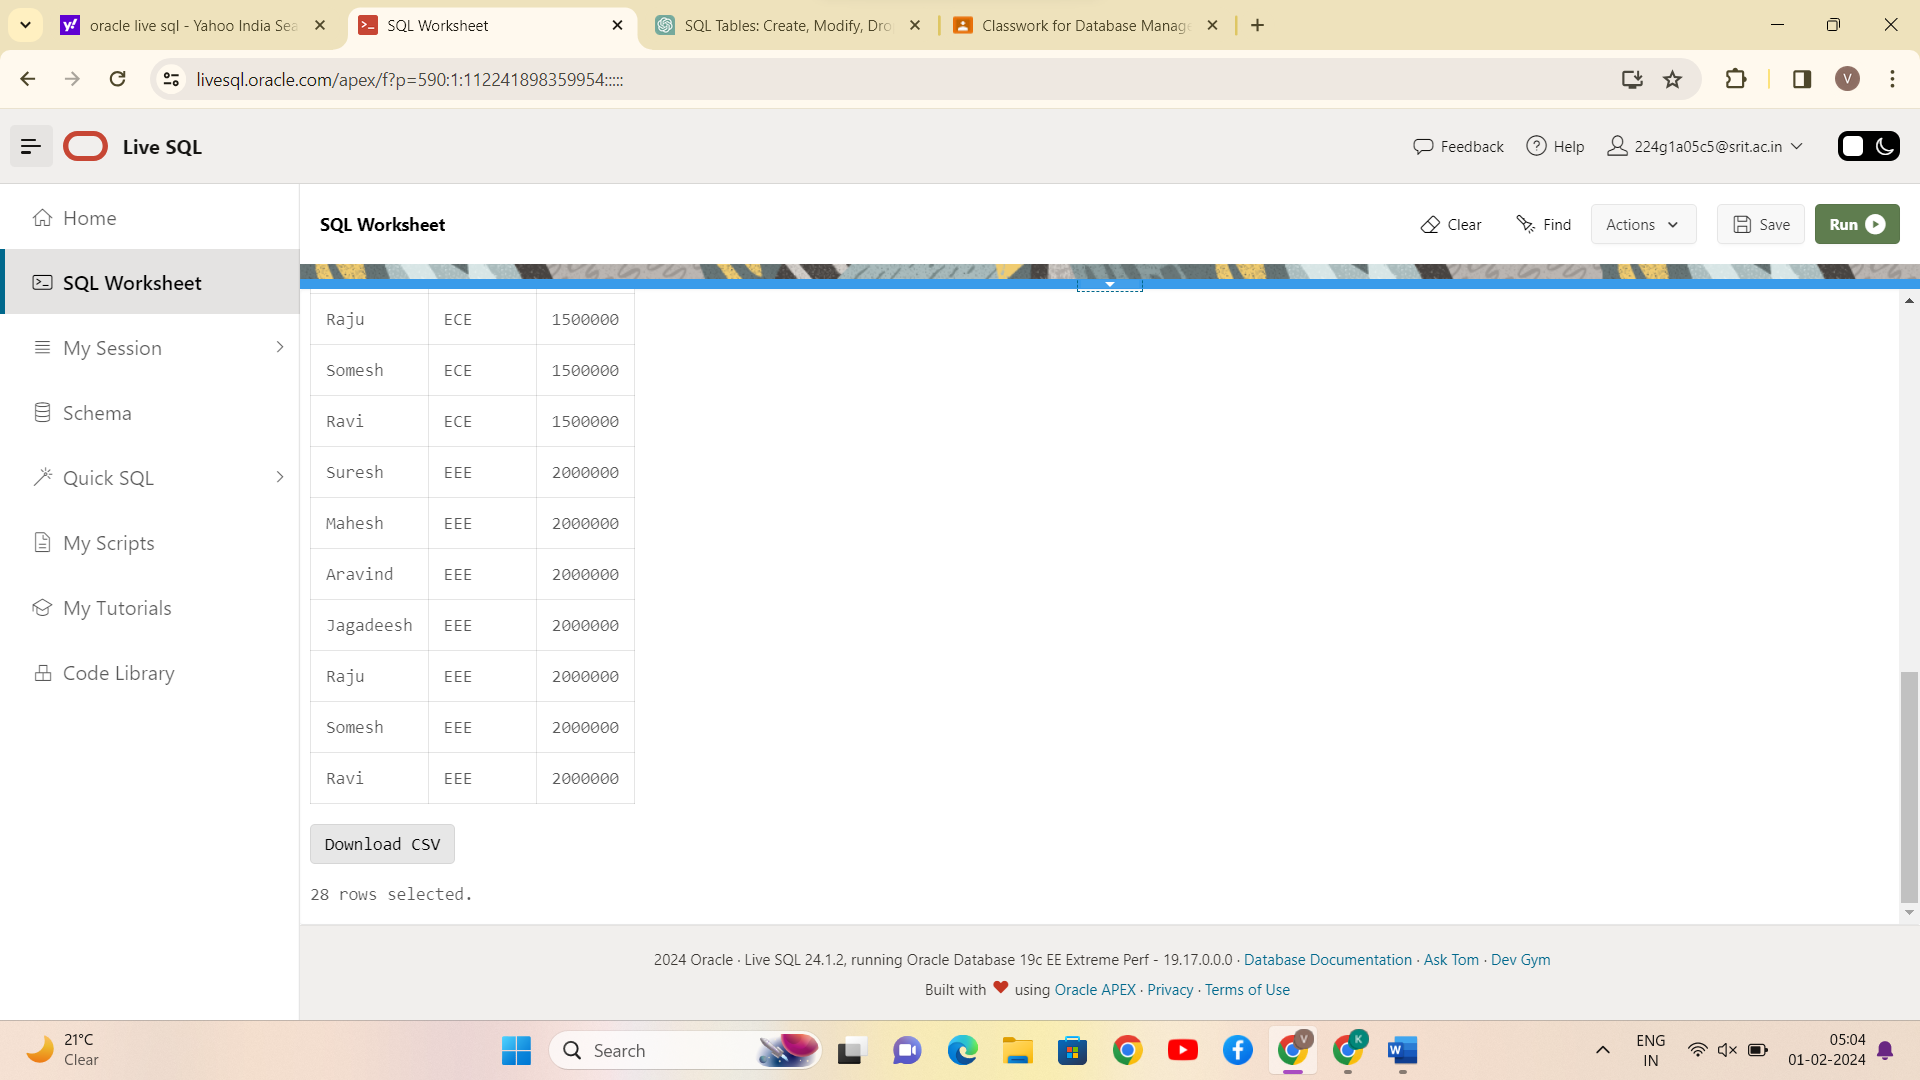 oracle live sql - Yahoo India Sea
SQL Worksheet
SQL Tables: Create, Modify, Dro
Classwork for Database Manage
livesql.oracle.com/apex/f?p=590:1:112241898359954:::::
V
Live SQL
Feedback
Help
224g1a05c5@srit.ac.in
Home
SQL Worksheet
My Session
Schema
Quick SQL
My Scripts
My Tutorials
Code Library
SQL Worksheet
Clear
Find
Actions
Save
Run
Raju ECE 1500000
Somesh ECE 1500000
Ravi ECE 1500000
Suresh EEE 2000000
Mahesh EEE 2000000
Aravind EEE 2000000
Jagadeesh EEE 2000000
Raju EEE 2000000
Somesh EEE 2000000
Ravi EEE 2000000
Download CSV
28 rows selected.
2024 Oracle · Live SQL 24.1.2, running Oracle Database 19c EE Extreme Perf - 19.17.0.0.0 · Database Documentation · Ask Tom · Dev Gym
Built with ❤ using Oracle APEX · Privacy · Terms of Use
21°C
Clear
Search
V
K
ENG
IN
05:04
01-02-2024